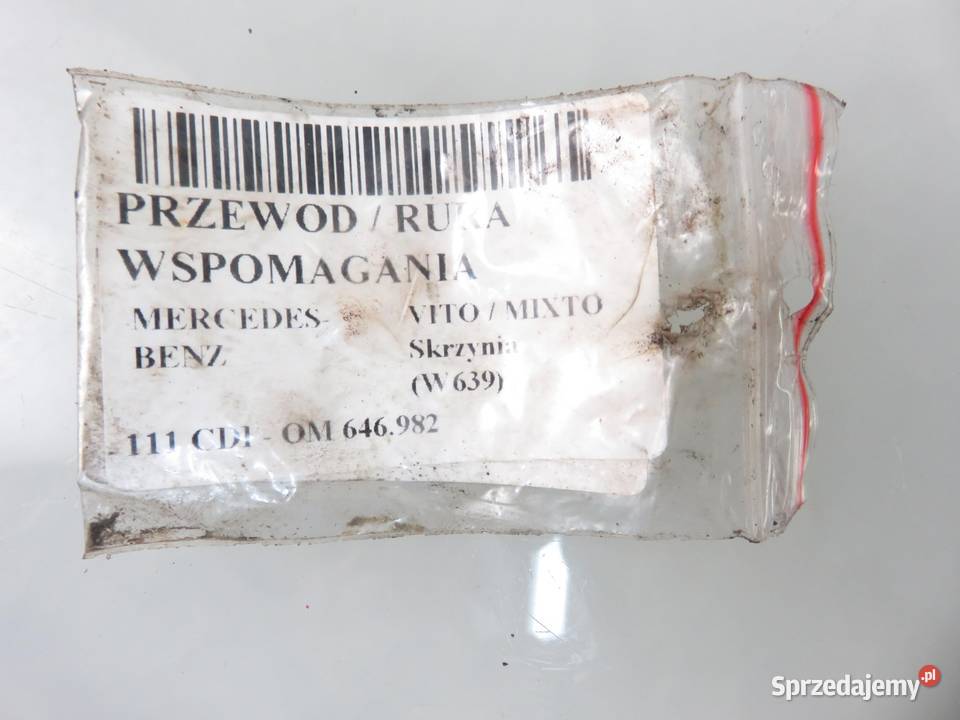 PRZEWOD / RURA
WSPOMAGANIA
MERCEDES-BENZ
VITO / MIXTO
Skrzynia
(W639)
111 CDI - OM 646.982
Sprzedajemy.pl